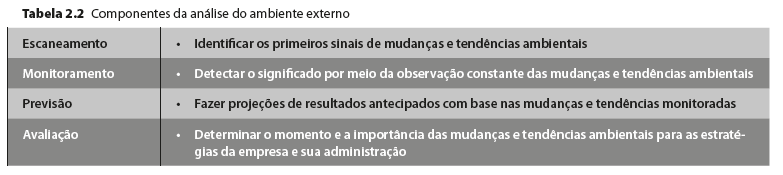 Tabela 2.2 Componentes da análise do ambiente externo
Escaneamento • Identificar os primeiros sinais de mudanças e tendências ambientais
Monitoramento • Detectar o significado por meio da observação constante das mudanças e tendências ambientais
Previsão • Fazer projeções de resultados antecipados com base nas mudanças e tendências monitoradas
Avaliação • Determinar o momento e a importância das mudanças e tendências ambientais para as estraté-
gias da empresa e sua administração